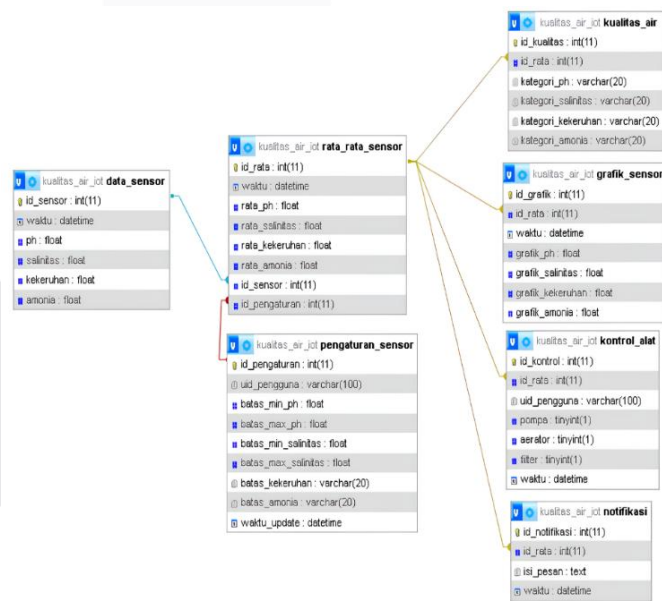 kualitas_air_iot data_sensor
id_sensor : int(11)
waktu : datetime
ph : float
salinitas : float
kekeruhan : float
amonia : float
kualitas_air_iot rata_rata_sensor
id_rata : int(11)
waktu : datetime
rata_ph : float
rata_salinitas : float
rata_kekeruhan : float
rata_amonia : float
id_sensor : int(11)
id_pengaturan : int(11)
kualitas_air_iot pengaturan_sensor
id_pengaturan : int(11)
uid_pengguna : varchar(100)
batas_min_ph : float
batas_max_ph : float
batas_min_salinitas : float
batas_max_salinitas : float
batas_kekeruhan : varchar(20)
batas_amonia : varchar(20)
waktu_update : datetime
kualitas_air_iot kualitas_air
id_kualitas : int(11)
id_rata : int(11)
kategori_ph : varchar(20)
kategori_salinitas : varchar(20)
kategori_kekeruhan : varchar(20)
kategori_amonia : varchar(20)
kualitas_air_iot grafik_sensor
id_grafik : int(11)
id_rata : int(11)
waktu : datetime
grafik_ph : float
grafik_salinitas : float
grafik_kekeruhan : float
grafik_amonia : float
kualitas_air_iot kontrol_alat
id_kontrol : int(11)
id_rata : int(11)
uid_pengguna : varchar(100)
pompa : tinyint(1)
aerator : tinyint(1)
filter : tinyint(1)
waktu : datetime
kualitas_air_iot notifikasi
id_notifikasi : int(11)
id_rata : int(11)
isi_pesan : text
waktu : datetime